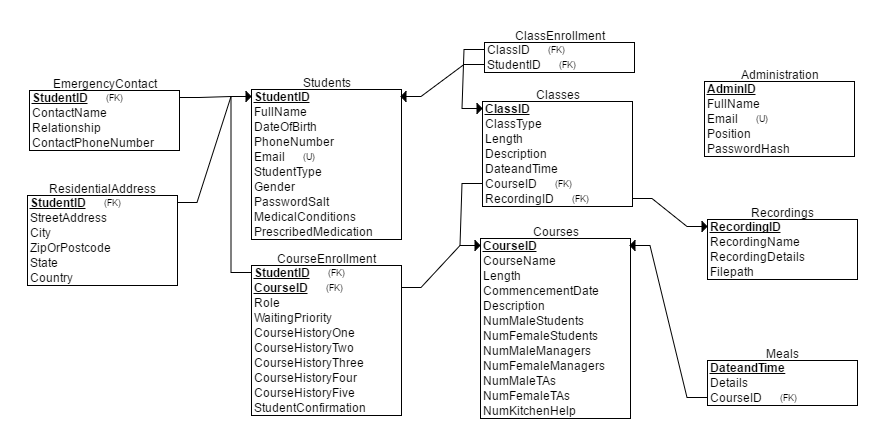 EmergencyContact
StudentID (FK)
ContactName
Relationship
ContactPhoneNumber
ResidentialAddress
StudentID (FK)
StreetAddress
City
ZipOrPostcode
State
Country
Students
StudentID
FullName
DateOfBirth
PhoneNumber
Email (U)
StudentType
Gender
PasswordSalt
MedicalConditions
PrescribedMedication
CourseEnrollment
StudentID (FK)
CourseID (FK)
Role
WaitingPriority
CourseHistoryOne
CourseHistoryTwo
CourseHistoryThree
CourseHistoryFour
CourseHistoryFive
StudentConfirmation
ClassEnrollment
ClassID (FK)
StudentID (FK)
Classes
ClassID
ClassType
Length
Description
DateandTime
CourseID (FK)
RecordingID (FK)
Courses
CourseID
CourseName
Length
CommencementDate
Description
NumMaleStudents
NumFemaleStudents
NumMaleManagers
NumFemaleManagers
NumMaleTAs
NumFemaleTAs
NumKitchenHelp
Administration
AdminID
FullName
Email (U)
Position
PasswordHash
Recordings
RecordingID
RecordingName
RecordingDetails
Filepath
Meals
DateandTime
Details
CourseID (FK)